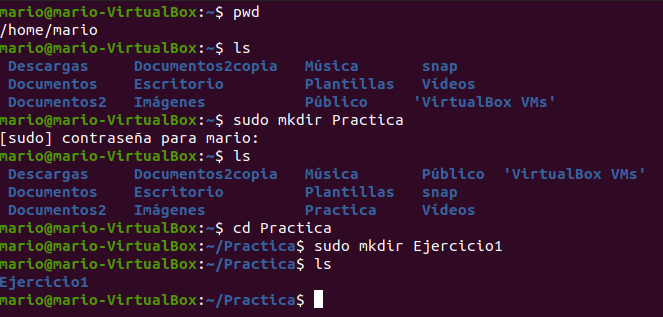 mario@mario-VirtualBox:~$ pwd
/home/mario
mario@mario-VirtualBox:~$ ls
Descargas Documentos2copia Música snap
Documentos Escritorio Plantillas Vídeos
Documentos2 Imágenes Público 'VirtualBox VMs'
mario@mario-VirtualBox:~$ sudo mkdir Practica
[sudo] contraseña para mario:
mario@mario-VirtualBox:~$ ls
Descargas Documentos2copia Música Público 'VirtualBox VMs'
Documentos Escritorio Plantillas snap
Documentos2 Imágenes Practica Vídeos
mario@mario-VirtualBox:~$ cd Practica
mario@mario-VirtualBox:~/Practica$ sudo mkdir Ejercicio1
mario@mario-VirtualBox:~/Practica$ ls
Ejercicio1
mario@mario-VirtualBox:~/Practica$